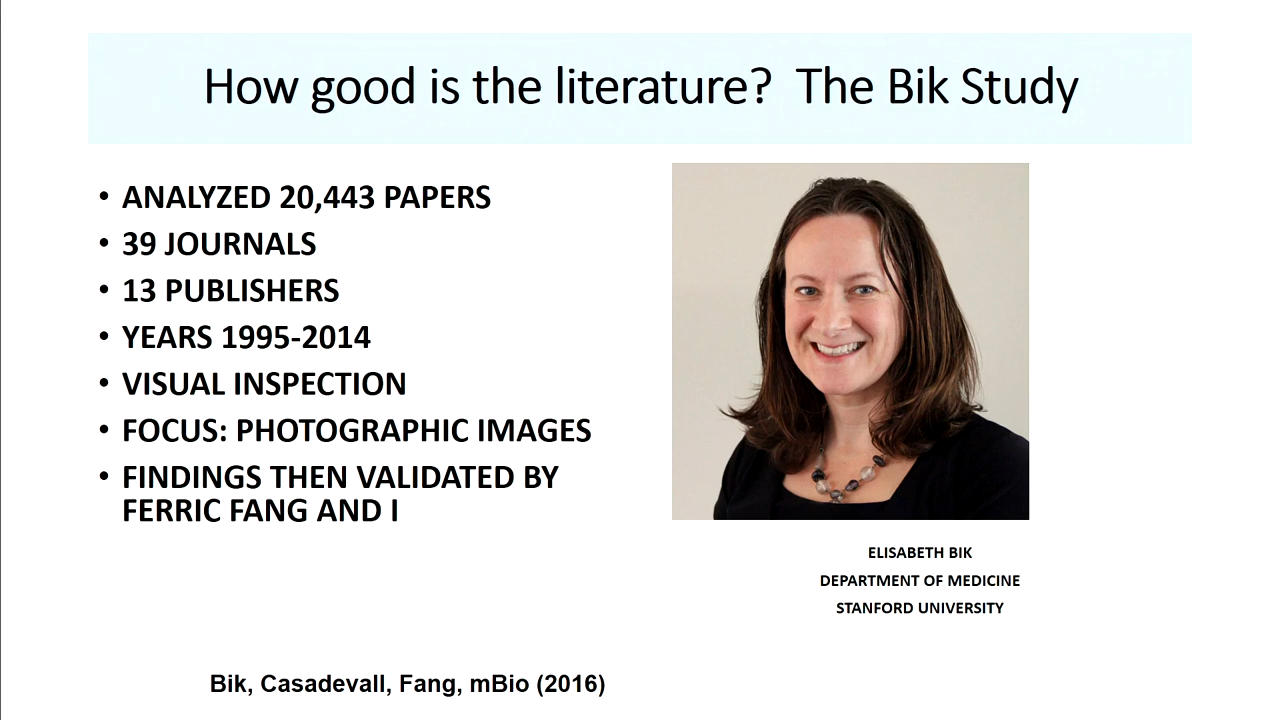 How good is the literature?  The Bik Study
• ANALYZED 20,443 PAPERS
• 39 JOURNALS
• 13 PUBLISHERS
• YEARS 1995-2014
• VISUAL INSPECTION
• FOCUS: PHOTOGRAPHIC IMAGES
• FINDINGS THEN VALIDATED BY
FERRIC FANG AND I
ELISABETH BIK
DEPARTMENT OF MEDICINE
STANFORD UNIVERSITY
Bik, Casadevall, Fang, mBio (2016)